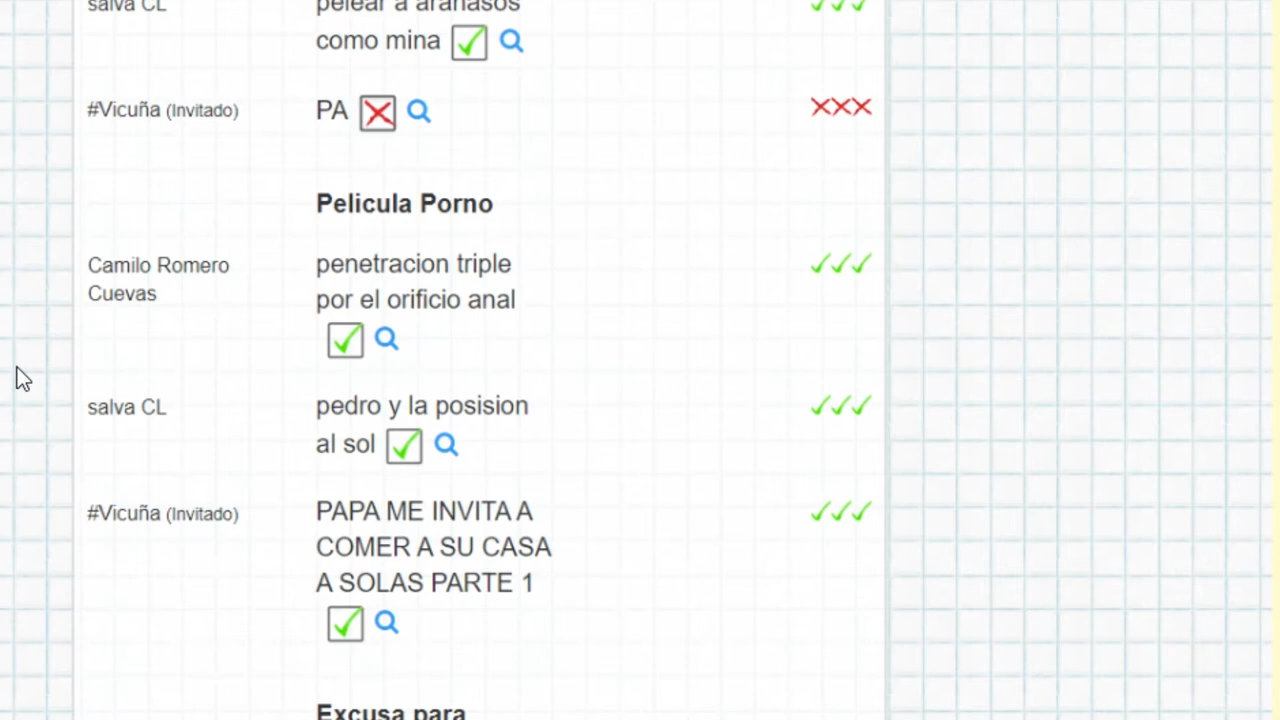 salva CL
pelear a arañasos
como mina
#Vicuña (Invitado)
PA
Pelicula Porno
Camilo Romero
Cuevas
penetracion triple
por el orificio anal
salva CL
pedro y la posision
al sol
#Vicuña (Invitado)
PAPA ME INVITA A
COMER A SU CASA
A SOLAS PARTE 1
Excusa para